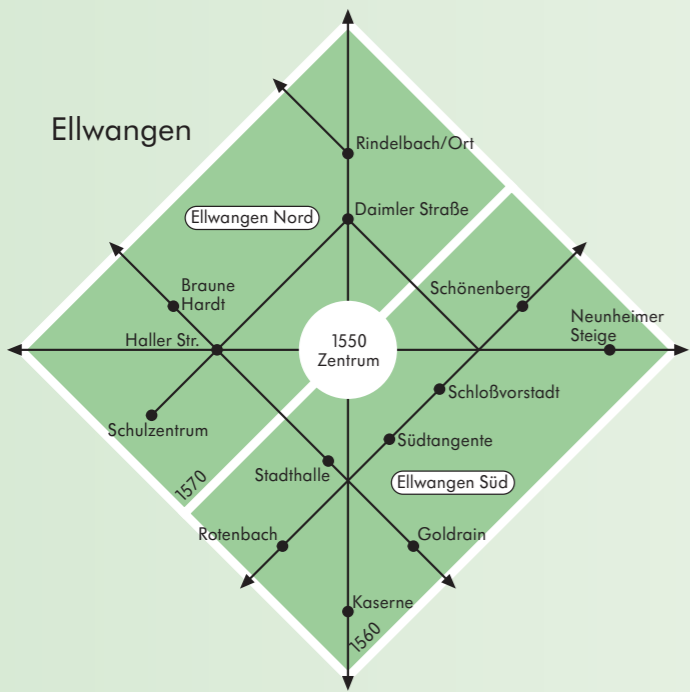 Ellwangen
Rindelbach/Ort
Ellwangen Nord
Daimler Straße
Braune
Hardt
Schönenberg
Neunheimer
Steige
Haller Str.
1550
Zentrum
Schloßvorstadt
Schulzentrum
Südtangente
Stadthalle
1570
Ellwangen Süd
Rotenbach
Goldrain
Kaserne
1560